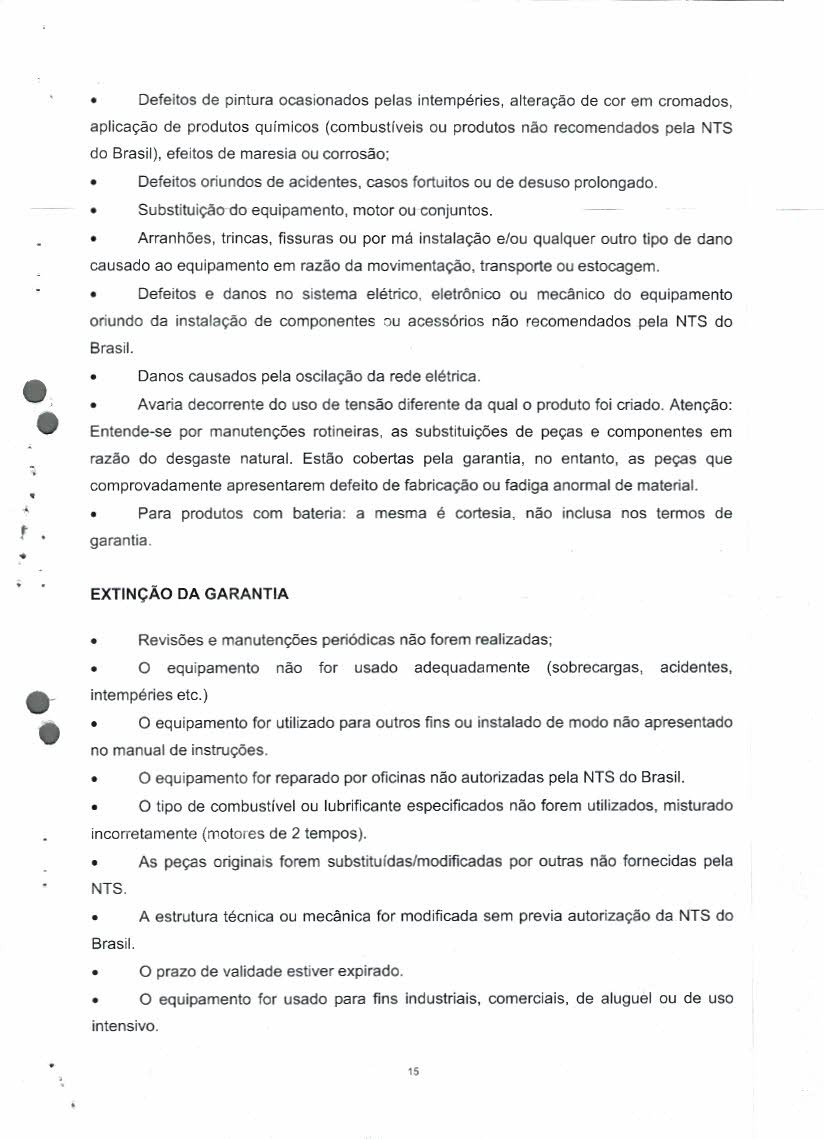 • Defeitos de pintura ocasionados pelas intempéries, alteração de cor em cromados,
aplicação de produtos químicos (combustíveis ou produtos não recomendados pela NTS
do Brasil), efeitos de maresia ou corrosão;
• Defeitos oriundos de acidentes, casos fortuitos ou de desuso prolongado.
• Substituição do equipamento, motor ou conjuntos.
• Arranhões, trincas, fissuras ou por má instalação e/ou qualquer outro tipo de dano
causado ao equipamento em razão da movimentação, transporte ou estocagem.
• Defeitos e danos no sistema elétrico, eletrônico ou mecânico do equipamento
oriundo da instalação de componentes ou acessórios não recomendados pela NTS do
Brasil.
• Danos causados pela oscilação da rede elétrica.
• Avaria decorrente do uso de tensão diferente da qual o produto foi criado. Atenção:
Entende-se por manutenções rotineiras, as substituições de peças e componentes em
razão do desgaste natural. Estão cobertas pela garantia, no entanto, as peças que
comprovadamente apresentarem defeito de fabricação ou fadiga anormal de material.
• Para produtos com bateria: a mesma é cortesia, não inclusa nos termos de
garantia.
EXTINÇÃO DA GARANTIA
• Revisões e manutenções periódicas não forem realizadas;
• O equipamento não for usado adequadamente (sobrecargas, acidentes,
intempéries etc.)
• O equipamento for utilizado para outros fins ou instalado de modo não apresentado
no manual de instruções.
• O equipamento for reparado por oficinas não autorizadas pela NTS do Brasil.
• O tipo de combustível ou lubrificante especificados não forem utilizados, misturado
incorretamente (motores de 2 tempos).
• As peças originais forem substituídas/modificadas por outras não fornecidas pela
NTS.
• A estrutura técnica ou mecânica for modificada sem previa autorização da NTS do
Brasil.
• O prazo de validade estiver expirado.
• O equipamento for usado para fins industriais, comerciais, de aluguel ou de uso
intensivo.
15